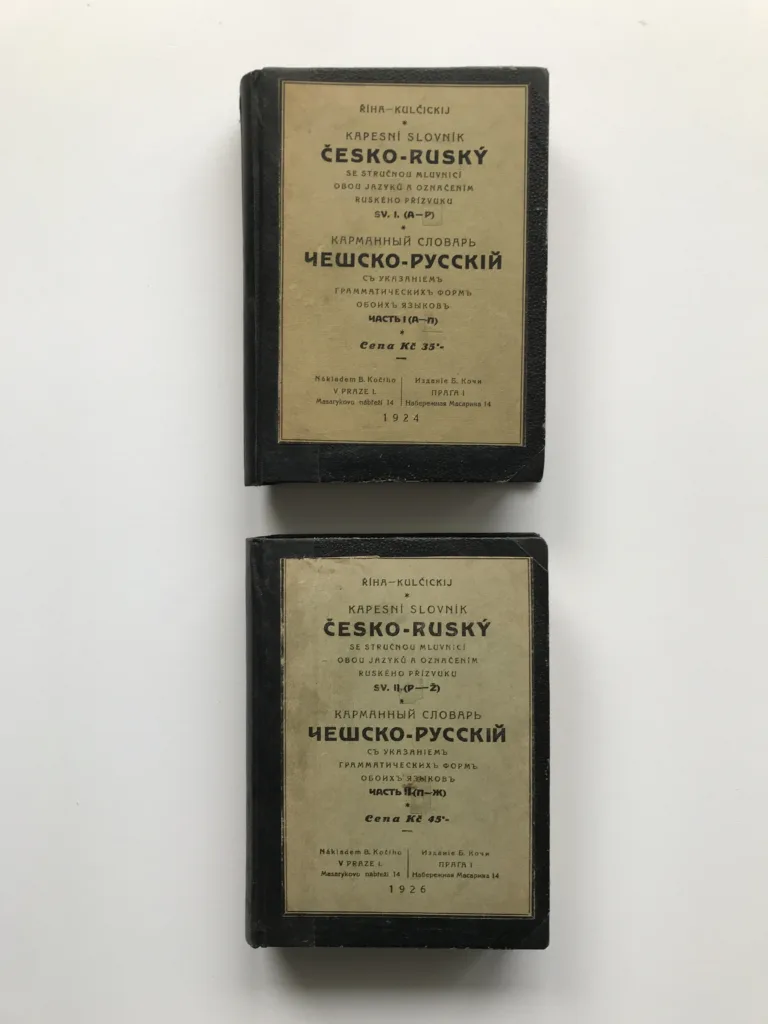 ŘÍHA—KULČICKIJ
KAPESNÍ SLOVNÍK
ČESKO-RUSKÝ
SE STRUČNOU MLUVNICÍ
OBOU JAZYKŮ A OZNAČENÍM
RUSKÉHO PŘÍZVUKU
SV. I. (A—P)
КАРМАННЫЙ СЛОВАРЬ
ЧЕШСКО-РУССКІЙ
СЪ УКАЗАНІЕМЪ
ГРАММАТИЧЕСКИХЪ ФОРМЪ
ОБОИХЪ ЯЗЫКОВЪ
ЧАСТЬ I (А—П)
Cena Kč 35'-
Nákladem B. Kočího
V PRAZE I.
Masarykovo nábřeží 14
Изданіе Б. Кочи
ПРАГА I
Набережная Масарика 14
1924
ŘÍHA—KULČICKIJ
KAPESNÍ SLOVNÍK
ČESKO-RUSKÝ
SE STRUČNOU MLUVNICÍ
OBOU JAZYKŮ A OZNAČENÍM
RUSKÉHO PŘÍZVUKU
SV. II. (P—Ž)
КАРМАННЫЙ СЛОВАРЬ
ЧЕШСКО-РУССКІЙ
СЪ УКАЗАНІЕМЪ
ГРАММАТИЧЕСКИХЪ ФОРМЪ
ОБОИХЪ ЯЗЫКОВЪ
ЧАСТЬ II (П—Ж)
Cena Kč 45'-
Nákladem B. Kočího
V PRAZE I.
Masarykovo nábřeží 14
Изданіе Б. Кочи
ПРАГА I
Набережная Масарика 14
1926